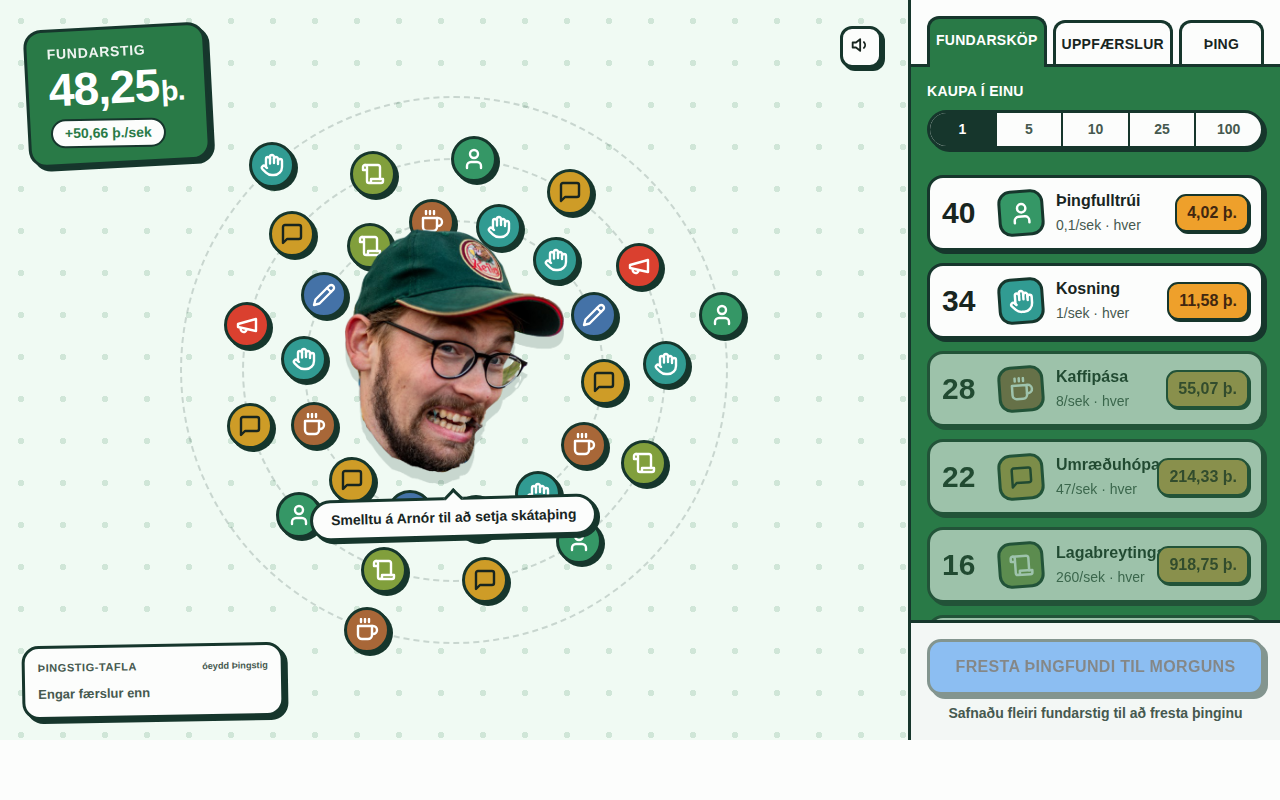 FUNDARSTIG
48,25þ.
+50,66 þ./sek
Smelltu á Arnór til að setja skátaþing
ÞINGSTIG-TAFLA
óeydd Þingstig
Engar færslur enn
FUNDARSKÖP
UPPFÆRSLUR
ÞING
KAUPA Í EINU
1
5
10
25
100
40
Þingfulltrúi
0,1/sek · hver
4,02 þ.
34
Kosning
1/sek · hver
11,58 þ.
28
Kaffipása
8/sek · hver
55,07 þ.
22
Umræðuhópa
47/sek · hver
214,33 þ.
16
Lagabreyting
260/sek · hver
918,75 þ.
FRESTA ÞINGFUNDI TIL MORGUNS
Safnaðu fleiri fundarstig til að fresta þinginu